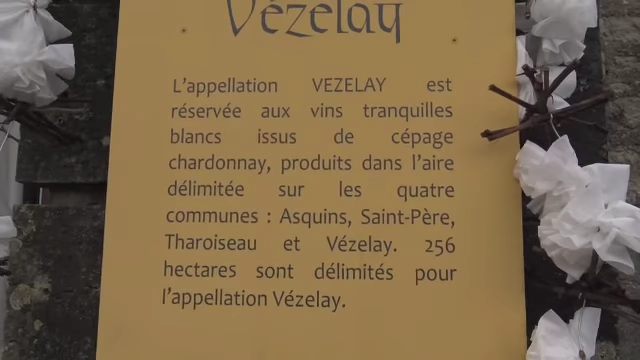 Vézelay
L'appellation VEZELAY est
réservée aux vins tranquilles
blancs issus de cépage
chardonnay, produits dans l'aire
délimitée sur les quatre
communes : Asquins, Saint-Père,
Tharoiseau et Vézelay. 256
hectares sont délimités pour
l'appellation Vézelay.